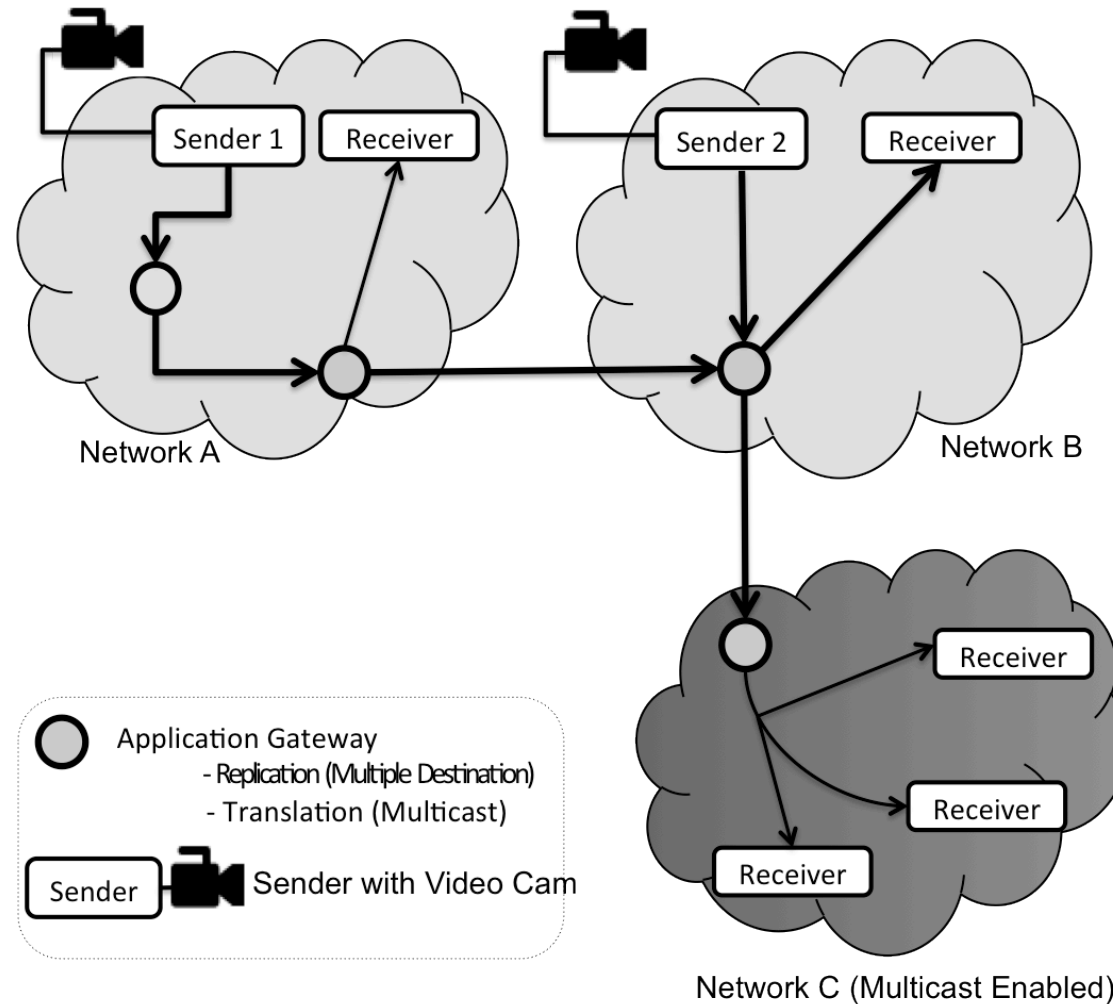 Sender 1
Receiver
Sender 2
Receiver
Network A
Network B
Receiver
Receiver
Receiver
Application Gateway
- Replication (Multiple Destination)
- Translation (Multicast)
Sender
Sender with Video Cam
Network C (Multicast Enabled)